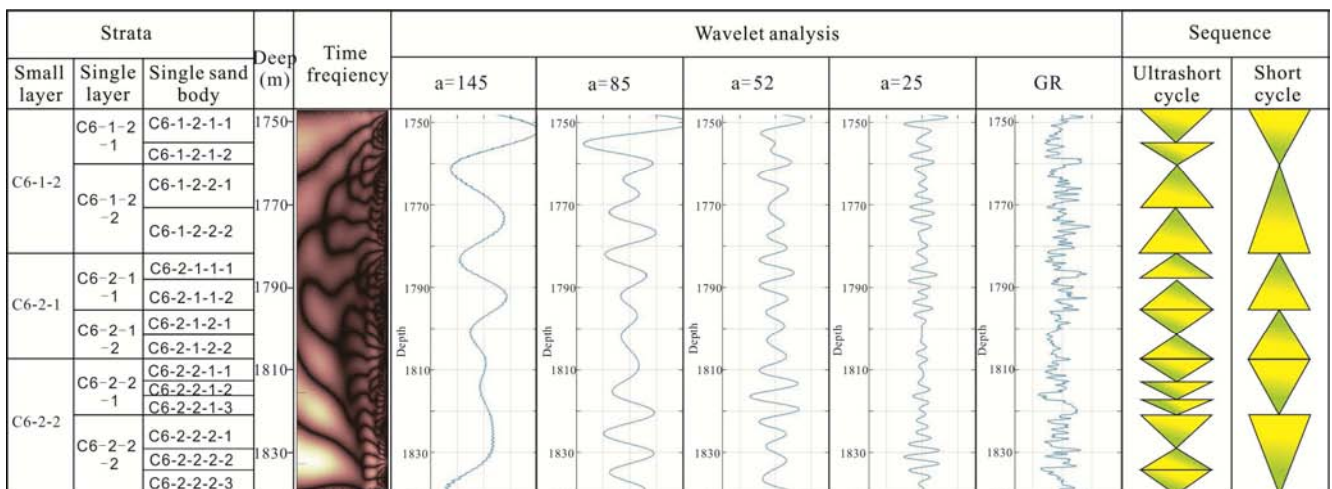 Strata
Deep
(m)
Time
freqiency
Wavelet analysis
Sequence
Small
layer
Single
layer
Single sand
body
a=145
a=85
a=52
a=25
GR
Ultrashort
cycle
Short
cycle
C6-1-2
C6-2-1
C6-2-2
C6-1-2
-1
C6-1-2
-2
C6-2-1
-1
C6-2-1
-2
C6-2-2
-1
C6-2-2
-2
C6-1-2-1-1
C6-1-2-1-2
C6-1-2-2-1
C6-1-2-2-2
C6-2-1-1-1
C6-2-1-1-2
C6-2-1-2-1
C6-2-1-2-2
C6-2-2-1-1
C6-2-2-1-2
C6-2-2-1-3
C6-2-2-2-1
C6-2-2-2-2
C6-2-2-2-3
1750
1770
1790
1810
1830
1750
1770
1790
Depth
1810
1830
1750
1770
1790
Depth
1810
1830
1750
1770
1790
Depth
1810
1830
1750
1770
1790
Depth
1810
1830
1750
1770
1790
Depth
1810
1830